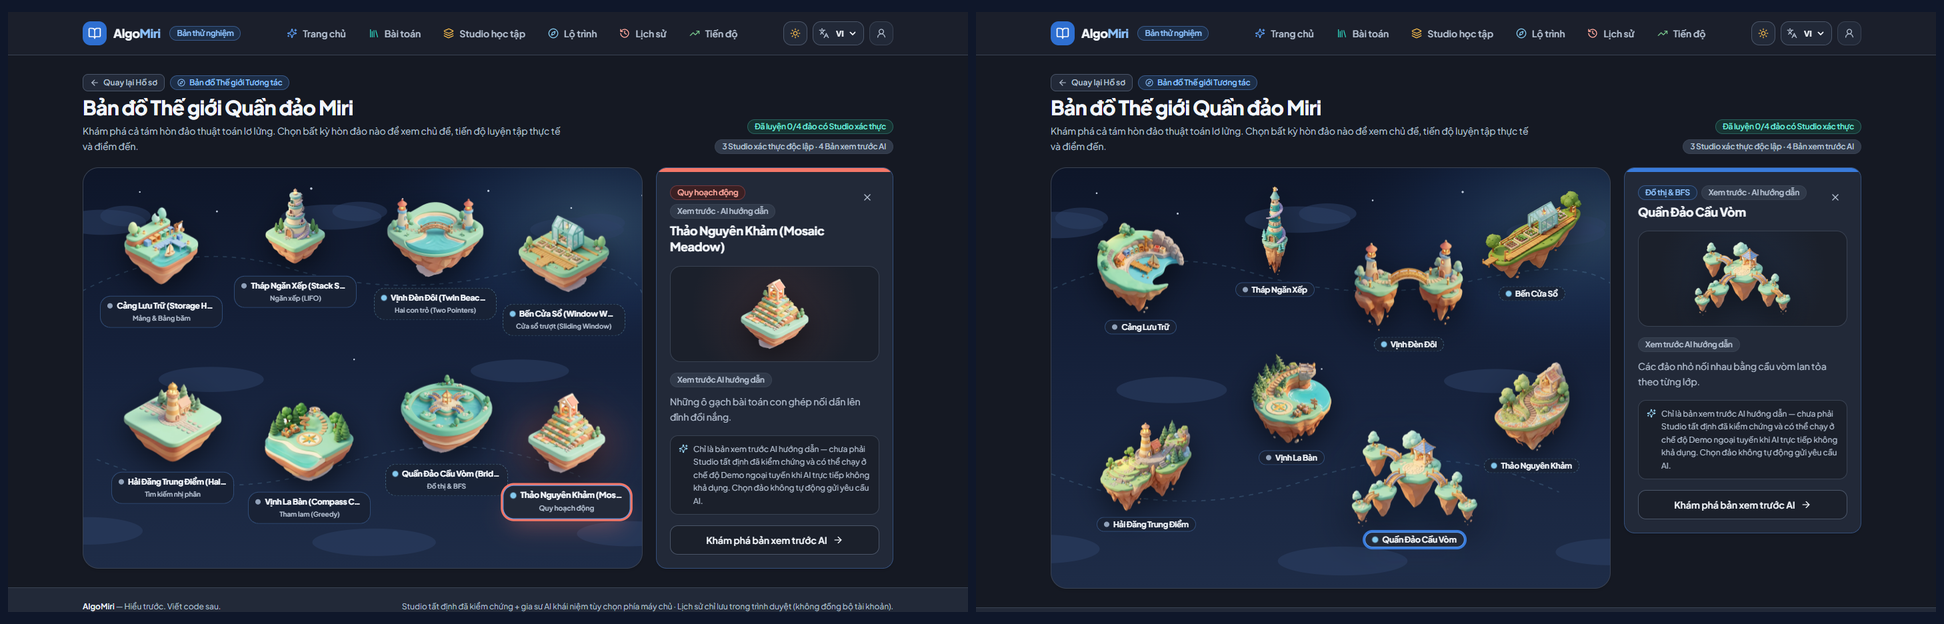 AlgoMiri Bản thử nghiệm Trang chủ Bài toán Studio học tập Lộ trình Lịch sử Tiến độ VI
Quay lại Hồ sơ Bản đồ Thế giới Tương tác
Bản đồ Thế giới Quần đảo Miri
Khám phá cả tám hòn đảo thuật toán lơ lửng. Chọn bất kỳ hòn đảo nào để xem chủ đề, tiến độ luyện tập thực tế
và điểm đến.
Đã luyện 0/4 đảo có Studio xác thực
3 Studio xác thực độc lập · 4 Bản xem trước AI
Cảng Lưu Trữ (Storage H...
Mảng & Bảng băm
Tháp Ngăn Xếp (Stack S...
Ngăn xếp (LIFO)
Vịnh Đèn Đôi (Twin Beac...
Hai con trỏ (Two Pointers)
Bến Cửa Sổ (Window W...
Cửa sổ trượt (Sliding Window)
Hải Đăng Trung Điểm (Hal...
Tìm kiếm nhị phân
Vịnh La Bàn (Compass C...
Tham lam (Greedy)
Quần Đảo Cầu Vòm (Brid...
Đồ thị & BFS
Thảo Nguyên Khảm (Mos...
Quy hoạch động
Quy hoạch động
Xem trước · AI hướng dẫn
Thảo Nguyên Khảm (Mosaic
Meadow)
Xem trước AI hướng dẫn
Những ô gạch bài toán con ghép nối dần lên
đỉnh đồi nắng.
Chỉ là bản xem trước AI hướng dẫn — chưa phải
Studio tất định đã kiểm chứng và có thể chạy ở
chế độ Demo ngoại tuyến khi AI trực tiếp không
khả dụng. Chọn đảo không tự động gửi yêu cầu
AI.
Khám phá bản xem trước AI
AlgoMiri — Hiểu trước. Viết code sau.
Studio tất định đã kiểm chứng + gia sư AI khái niệm tùy chọn phía máy chủ · Lịch sử chỉ lưu trong trình duyệt (không đồng bộ tài khoản).
AlgoMiri Bản thử nghiệm Trang chủ Bài toán Studio học tập Lộ trình Lịch sử Tiến độ VI
Quay lại Hồ sơ Bản đồ Thế giới Tương tác
Bản đồ Thế giới Quần đảo Miri
Khám phá cả tám hòn đảo thuật toán lơ lửng. Chọn bất kỳ hòn đảo nào để xem chủ đề, tiến độ luyện tập thực tế
và điểm đến.
Đã luyện 0/4 đảo có Studio xác thực
3 Studio xác thực độc lập · 4 Bản xem trước AI
Cảng Lưu Trữ
Tháp Ngăn Xếp
Vịnh Đèn Đôi
Bến Cửa Sổ
Hải Đăng Trung Điểm
Vịnh La Bàn
Quần Đảo Cầu Vòm
Thảo Nguyên Khảm
Đồ thị & BFS Xem trước · AI hướng dẫn
Quần Đảo Cầu Vòm
Xem trước AI hướng dẫn
Các đảo nhỏ nối nhau bằng cầu vòm lan tỏa
theo từng lớp.
Chỉ là bản xem trước AI hướng dẫn — chưa phải
Studio tất định đã kiểm chứng và có thể chạy ở
chế độ Demo ngoại tuyến khi AI trực tiếp không
khả dụng. Chọn đảo không tự động gửi yêu cầu
AI.
Khám phá bản xem trước AI